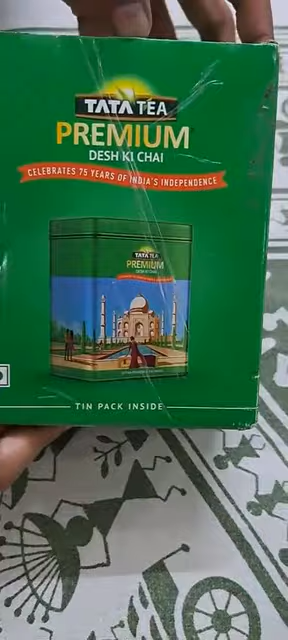 TATA TEA
PREMIUM
DESH KI CHAI
CELEBRATES 75 YEARS OF INDIA'S INDEPENDENCE
TATA TEA
PREMIUM
DESH KI CHAI
TIN PACK INSIDE